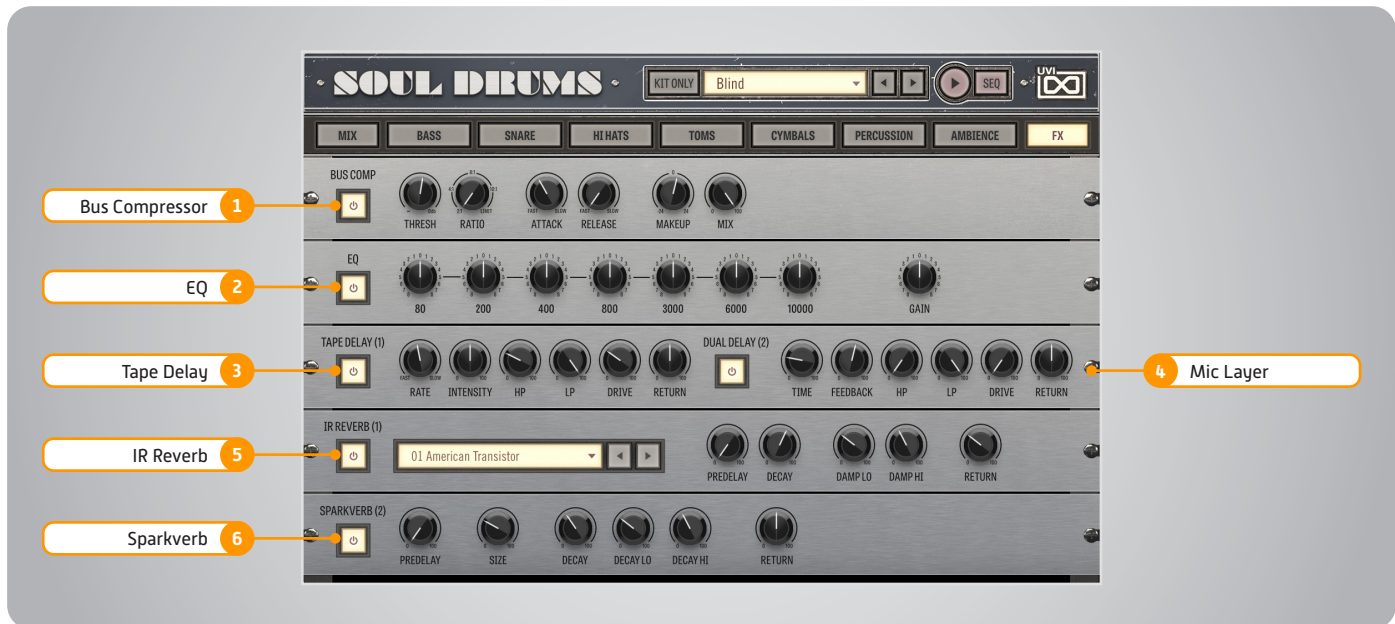 SOUL DRUMS
KIT ONLY
Blind
SEQ
UVI
MIX
BASS
SNARE
HI HATS
TOMS
CYMBALS
PERCUSSION
AMBIENCE
FX
Bus Compressor 1
BUS COMP
THRESH
RATIO
ATTACK
RELEASE
MAKEUP
MIX
EQ 2
EQ
80
200
400
800
3000
6000
10000
GAIN
Tape Delay 3
TAPE DELAY (1)
RATE
INTENSITY
HP
LP
DRIVE
RETURN
DUAL DELAY (2)
TIME
FEEDBACK
HP
LP
DRIVE
RETURN
4 Mic Layer
IR Reverb 5
IR REVERB (1)
01 American Transistor
PREDELAY
DECAY
DAMP LO
DAMP HI
RETURN
Sparkverb 6
SPARKVERB (2)
PREDELAY
SIZE
DECAY
DECAY LO
DECAY HI
RETURN